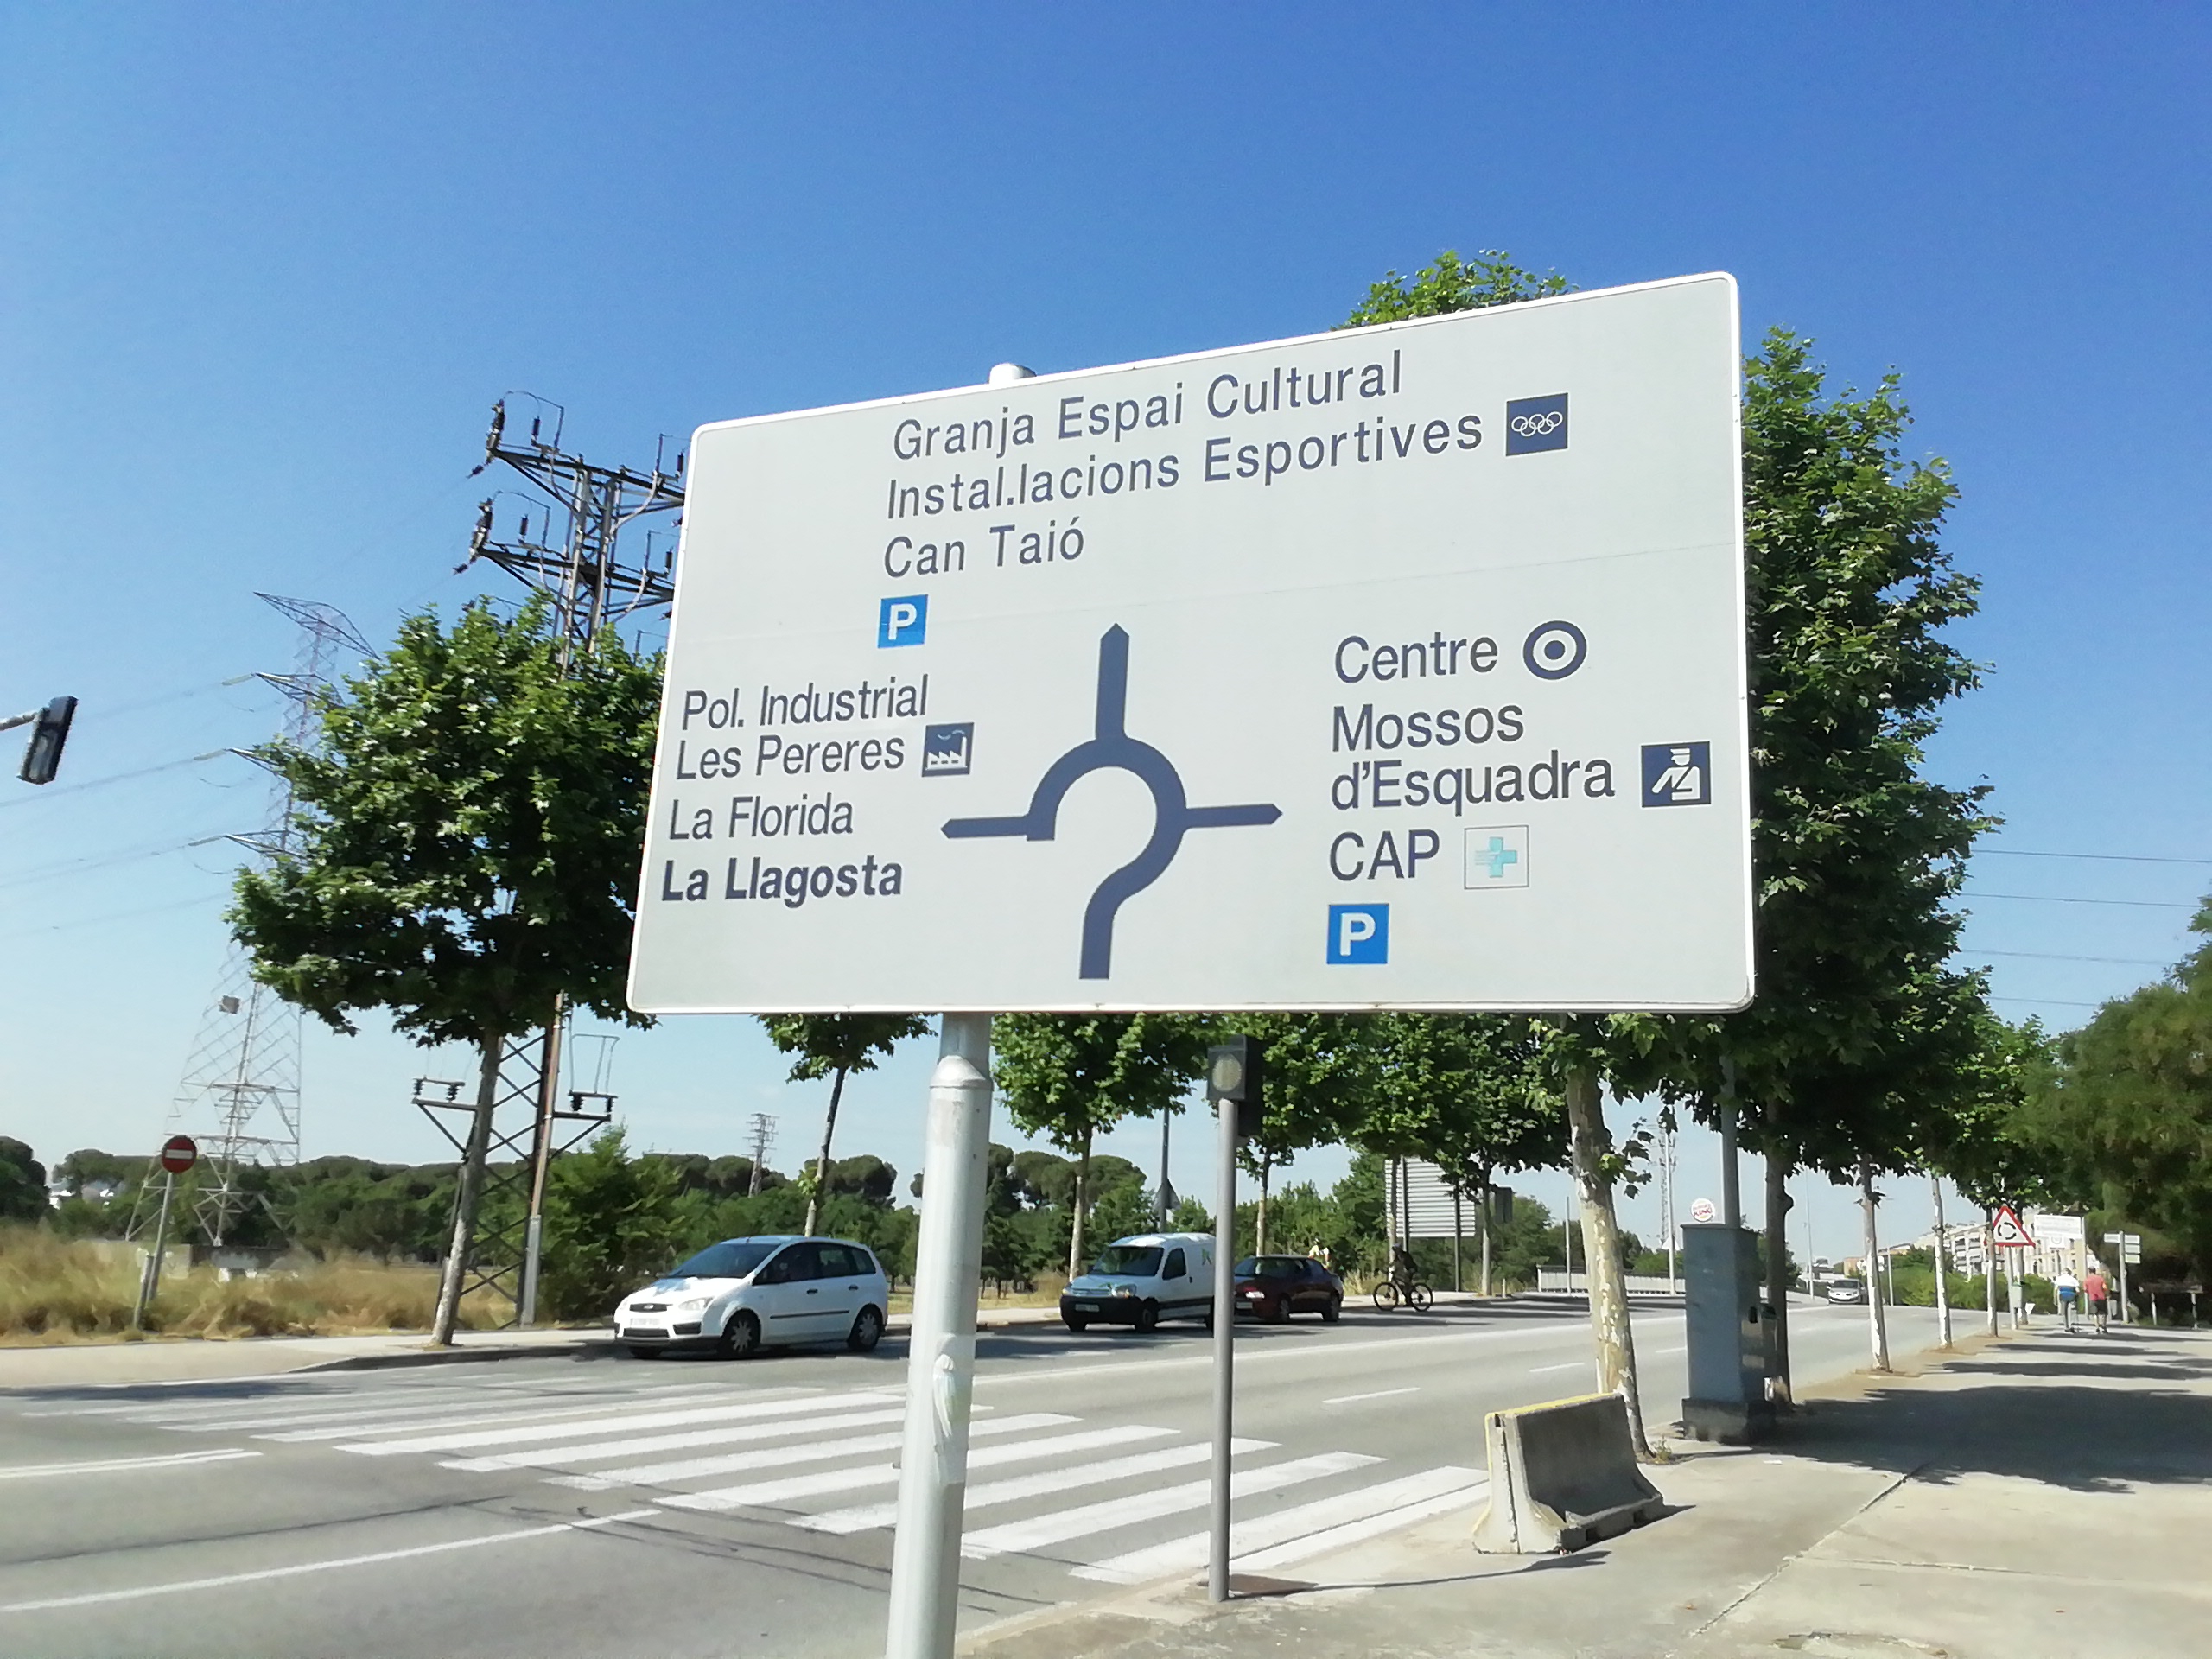 Granja Espai Cultural
Instal.lacions Esportives
Can Taió
P
Pol. Industrial
Les Pereres
La Florida
La Llagosta
Centre
Mossos
d'Esquadra
CAP
P